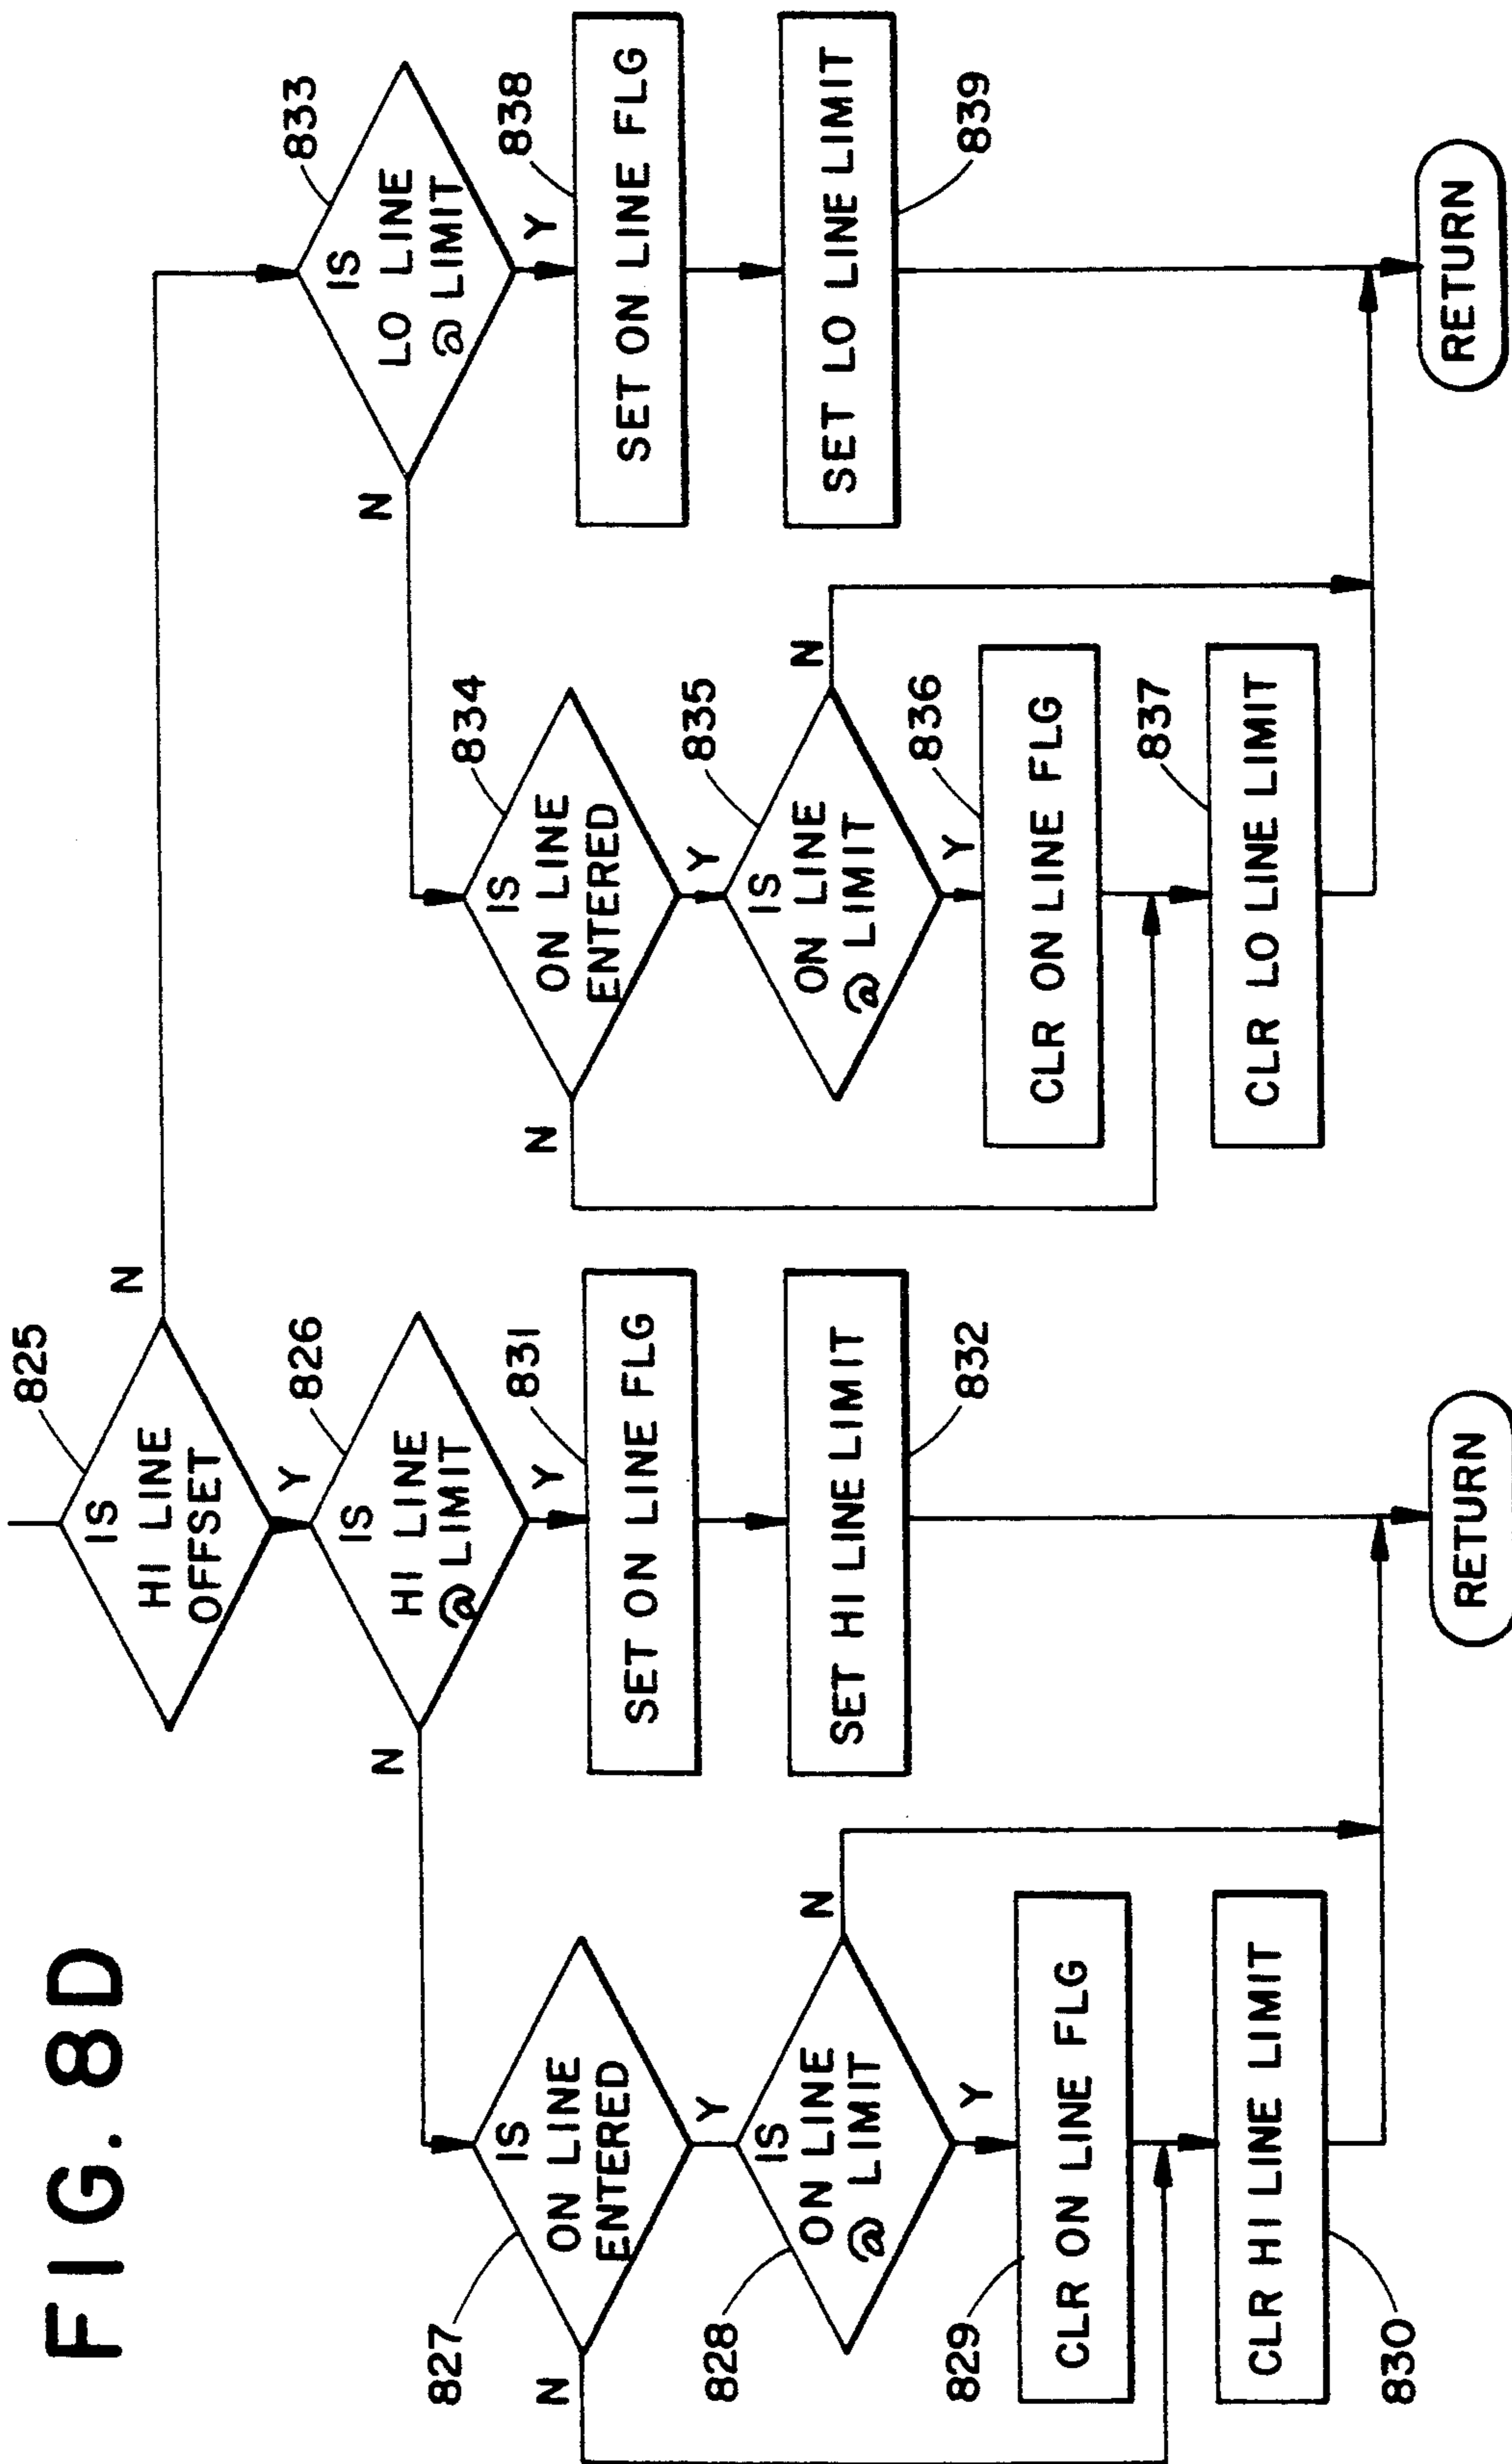 FIG. 8D
825
IS
HI LINE
OFFSET
N
Y
826
IS
HI LINE
@ LIMIT
N
Y
827
IS
ON LINE
ENTERED
N
Y
828
IS
ON LINE
@ LIMIT
N
Y
829
CLR ON LINE FLG
830
CLR HI LINE LIMIT
831
SET ON LINE FLG
832
SET HI LINE LIMIT
RETURN
833
IS
LO LINE
@ LIMIT
N
Y
834
IS
ON LINE
ENTERED
N
Y
835
IS
ON LINE
@ LIMIT
N
Y
836
CLR ON LINE FLG
837
CLR LO LINE LIMIT
838
SET ON LINE FLG
839
SET LO LINE LIMIT
RETURN